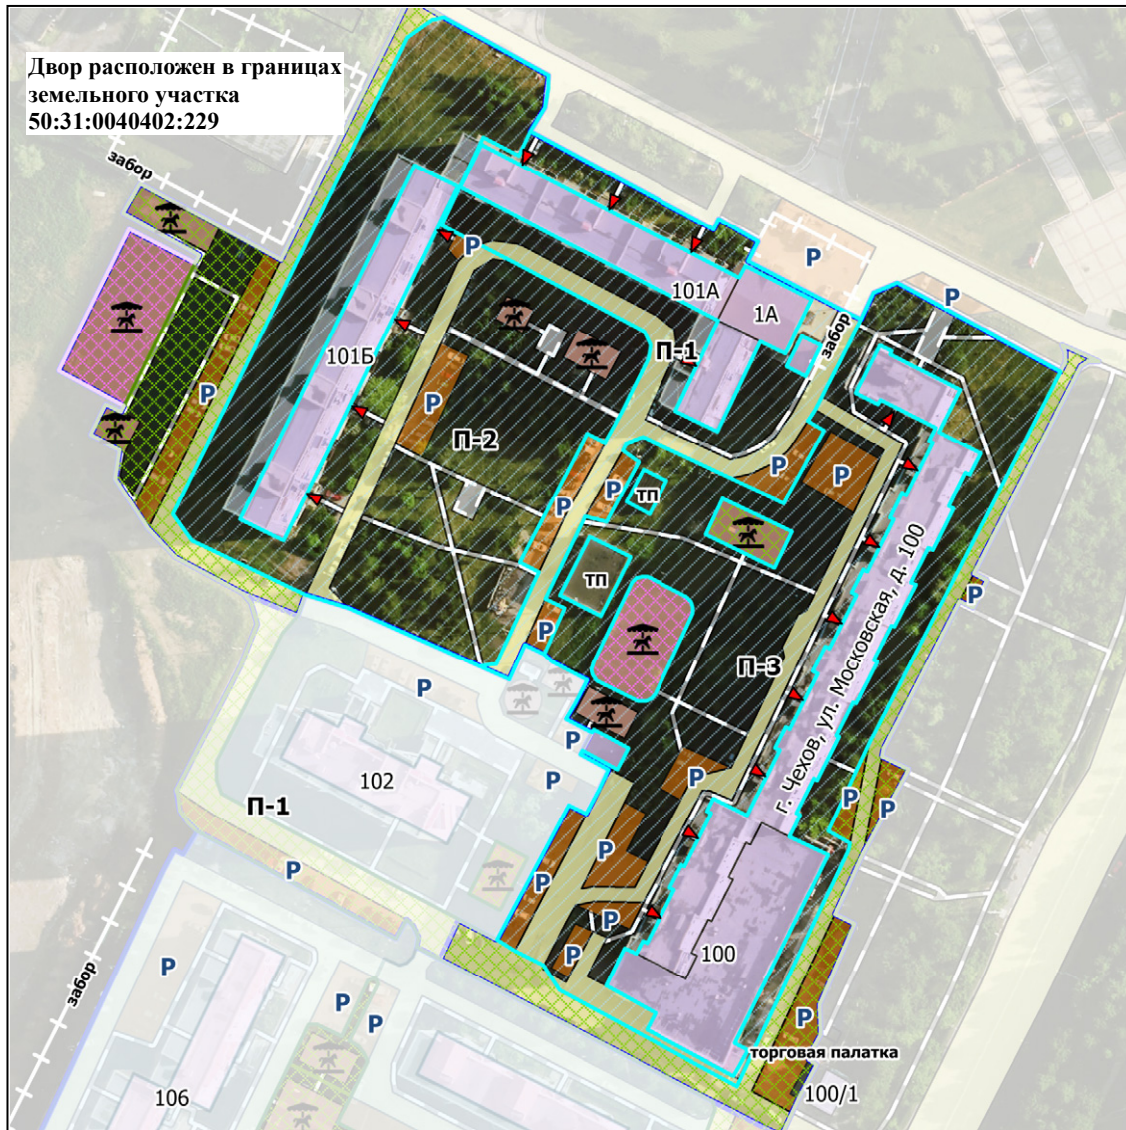 Двор расположен в границах
земельного участка
50:31:0040402:229
забор
P
P
P
101А
1А
забор
П-1
101Б
P
P
П-2
P
P
P
P
P
тп
тп
г. Чехов, ул. Московская, д. 100
P
P
П-3
P
P
P
102
P
П-1
P
P
P
P
P
P
P
P
100
P
забор
P
P
P
P
торговая палатка
106
100/1